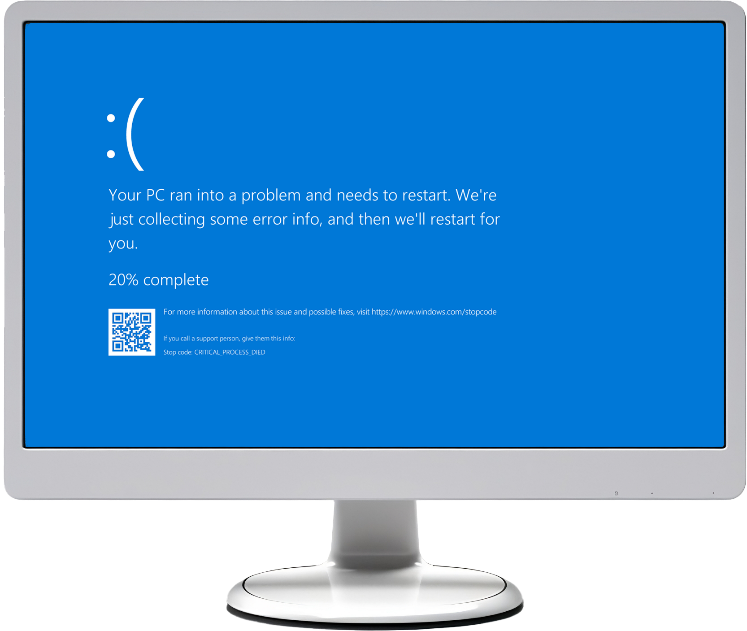 :(
Your PC ran into a problem and needs to restart. We're
just collecting some error info, and then we'll restart for
you.
20% complete
For more information about this issue and possible fixes, visit https://www.windows.com/stopcode
If you call a support person, give them this info:
Stop code: CRITICAL_PROCESS_DIED